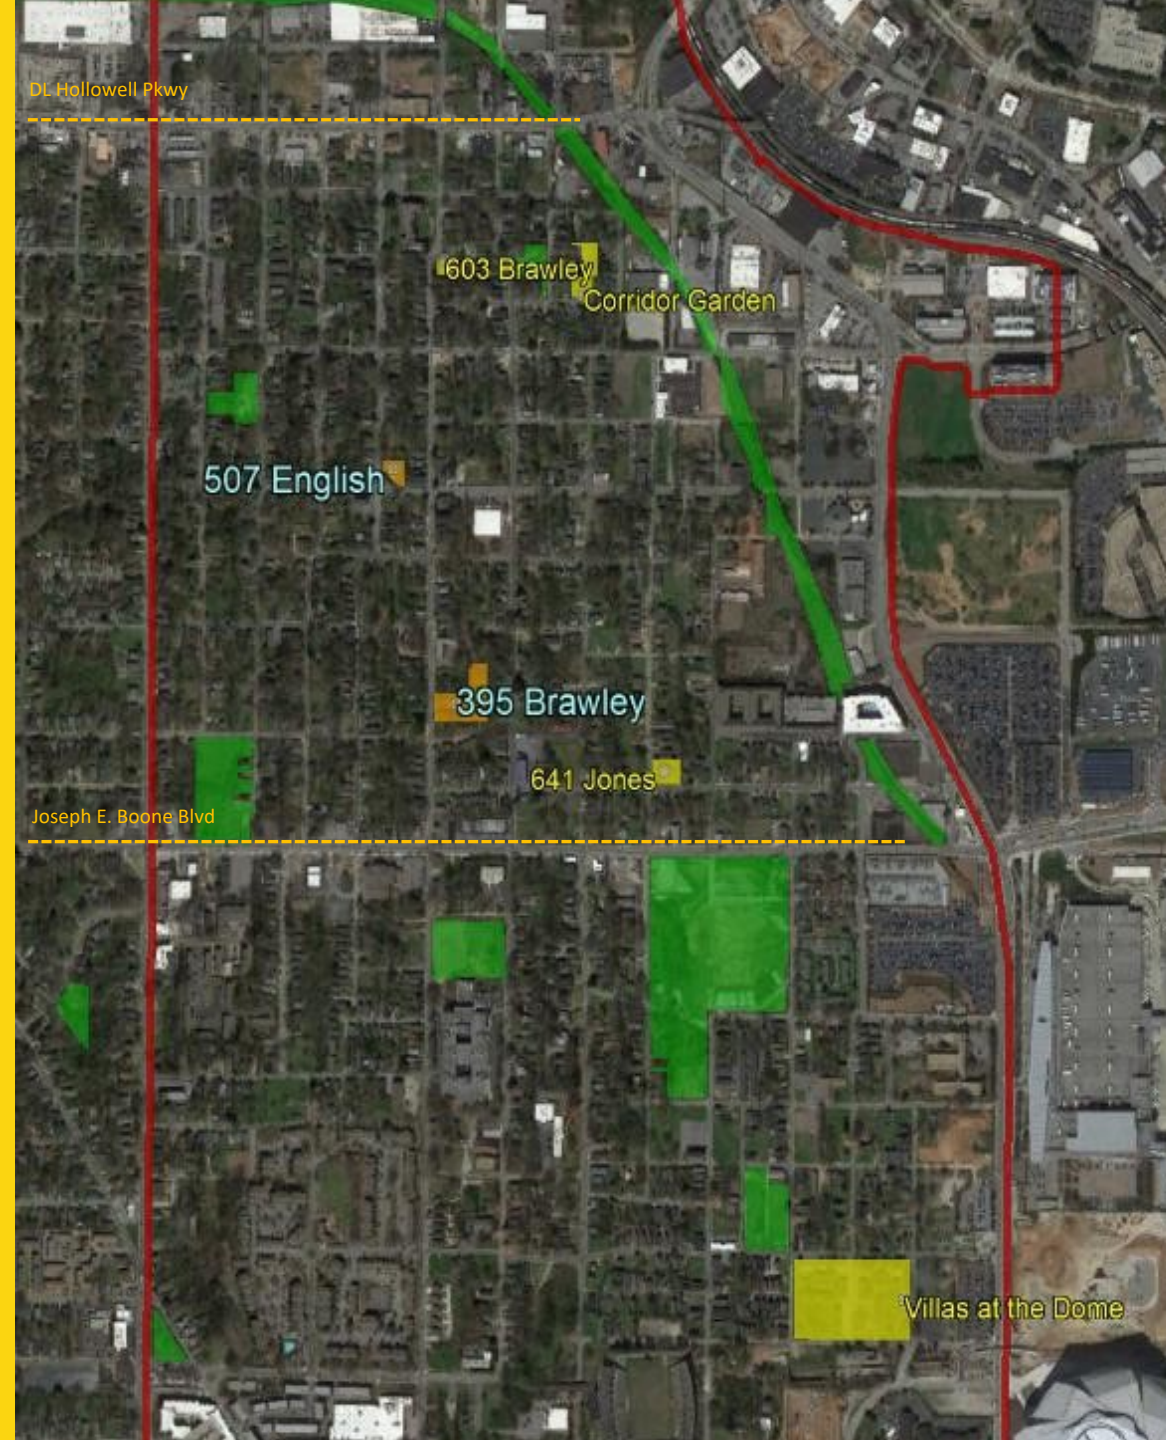 DL Hollowell Pkwy
603 Brawley
Corridor Garden
507 English
395 Brawley
641 Jones
Joseph E. Boone Blvd
Villas at the Dome